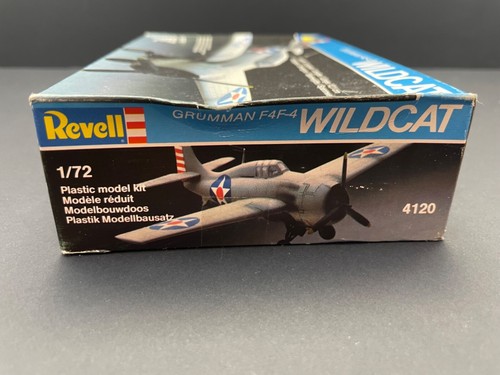 WILDCAT
Revell
GRUMMAN F4F-4 WILDCAT
1/72
Plastic model kit
Modèle réduit
Modelbouwdoos
Plastik Modellbausatz
4120